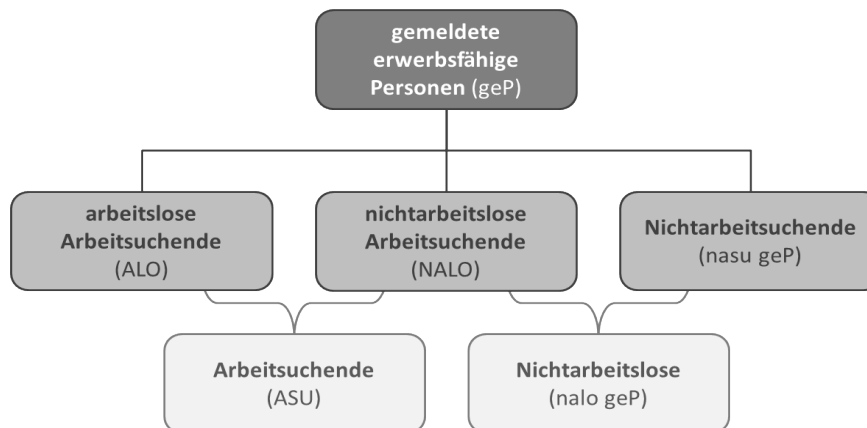 gemeldete
erwerbsfähige
Personen (geP)
arbeitslose
Arbeitsuchende
(ALO)
nichtarbeitslose
Arbeitsuchende
(NALO)
Nichtarbeitsuchende
(nasu geP)
Arbeitsuchende
(ASU)
Nichtarbeitslose
(nalo geP)